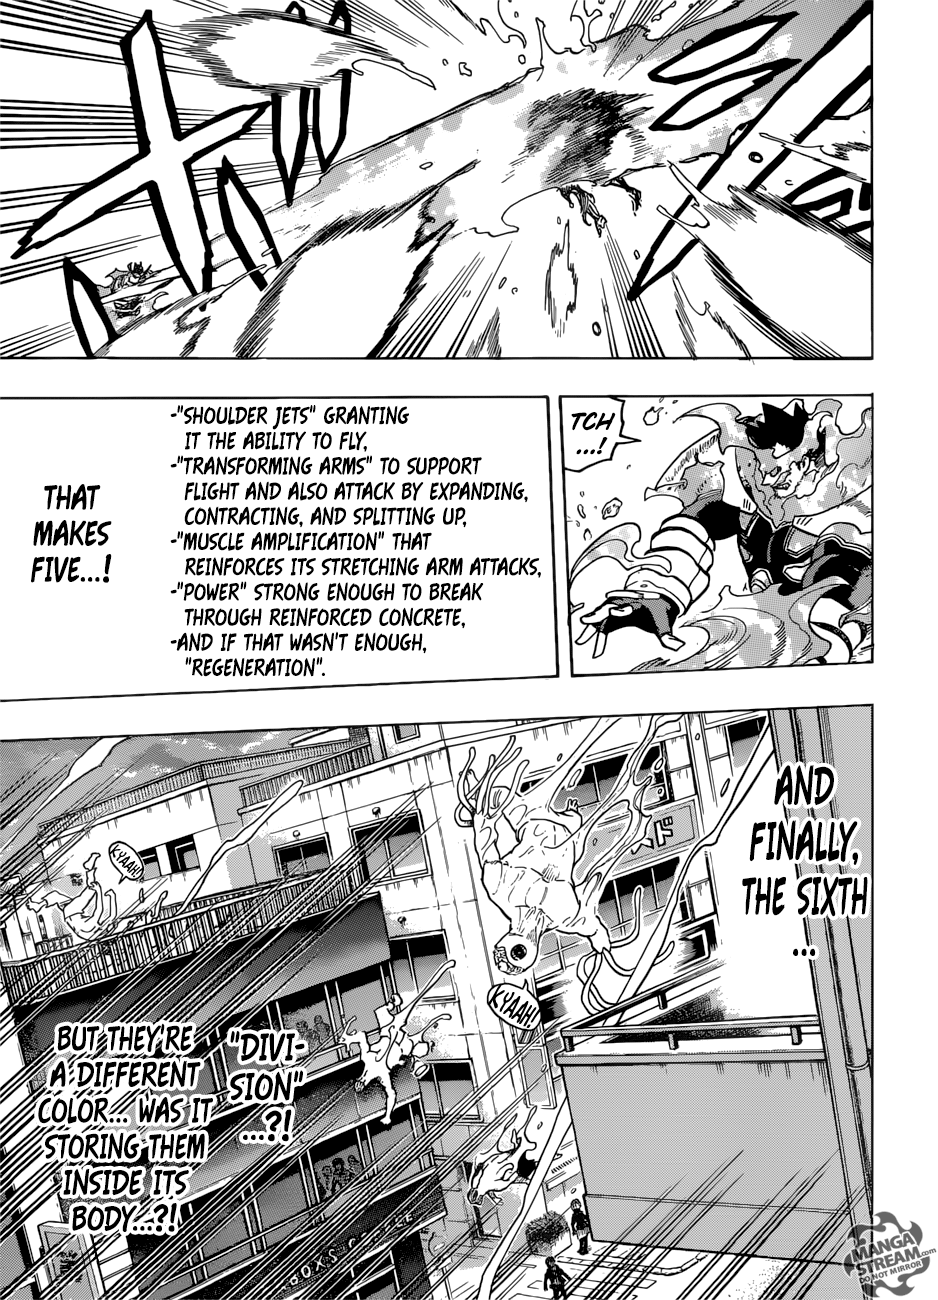 TCH
...!
-"SHOULDER JETS" GRANTING
IT THE ABILITY TO FLY,
-"TRANSFORMING ARMS" TO SUPPORT
FLIGHT AND ALSO ATTACK BY EXPANDING,
CONTRACTING, AND SPLITTING UP,
-"MUSCLE AMPLIFICATION" THAT
REINFORCES ITS STRETCHING ARM ATTACKS,
-"POWER" STRONG ENOUGH TO BREAK
THROUGH REINFORCED CONCRETE,
-AND IF THAT WASN'T ENOUGH,
"REGENERATION".
THAT
MAKES
FIVE...!
AND
FINALLY,
THE SIXTH
...
スド
KYAAH!
KYAAH!
"DIVI-
SION"
...?!
BUT THEY'RE
A DIFFERENT
COLOR... WAS IT
STORING THEM
INSIDE ITS
BODY...?!
MANGA
STREAM.com
DO NOT MIRROR!